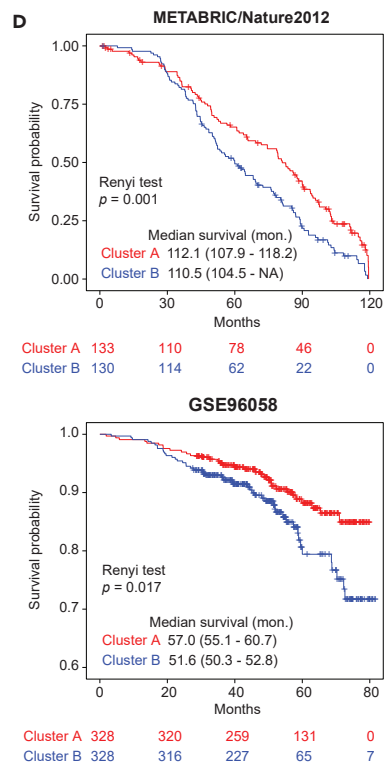 D
METABRIC/Nature2012
Survival probability
1.00
0.75
0.50
0.25
0.00
Renyi test
p = 0.001
Median survival (mon.)
Cluster A 112.1 (107.9 - 118.2)
Cluster B 110.5 (104.5 - NA)
0 30 60 90 120
Months
Cluster A 133 110 78 46 0
Cluster B 130 114 62 22 0
GSE96058
Survival probability
1.0
0.9
0.8
0.7
0.6
Renyi test
p = 0.017
Median survival (mon.)
Cluster A 57.0 (55.1 - 60.7)
Cluster B 51.6 (50.3 - 52.8)
0 20 40 60 80
Months
Cluster A 328 320 259 131 0
Cluster B 328 316 227 65 7